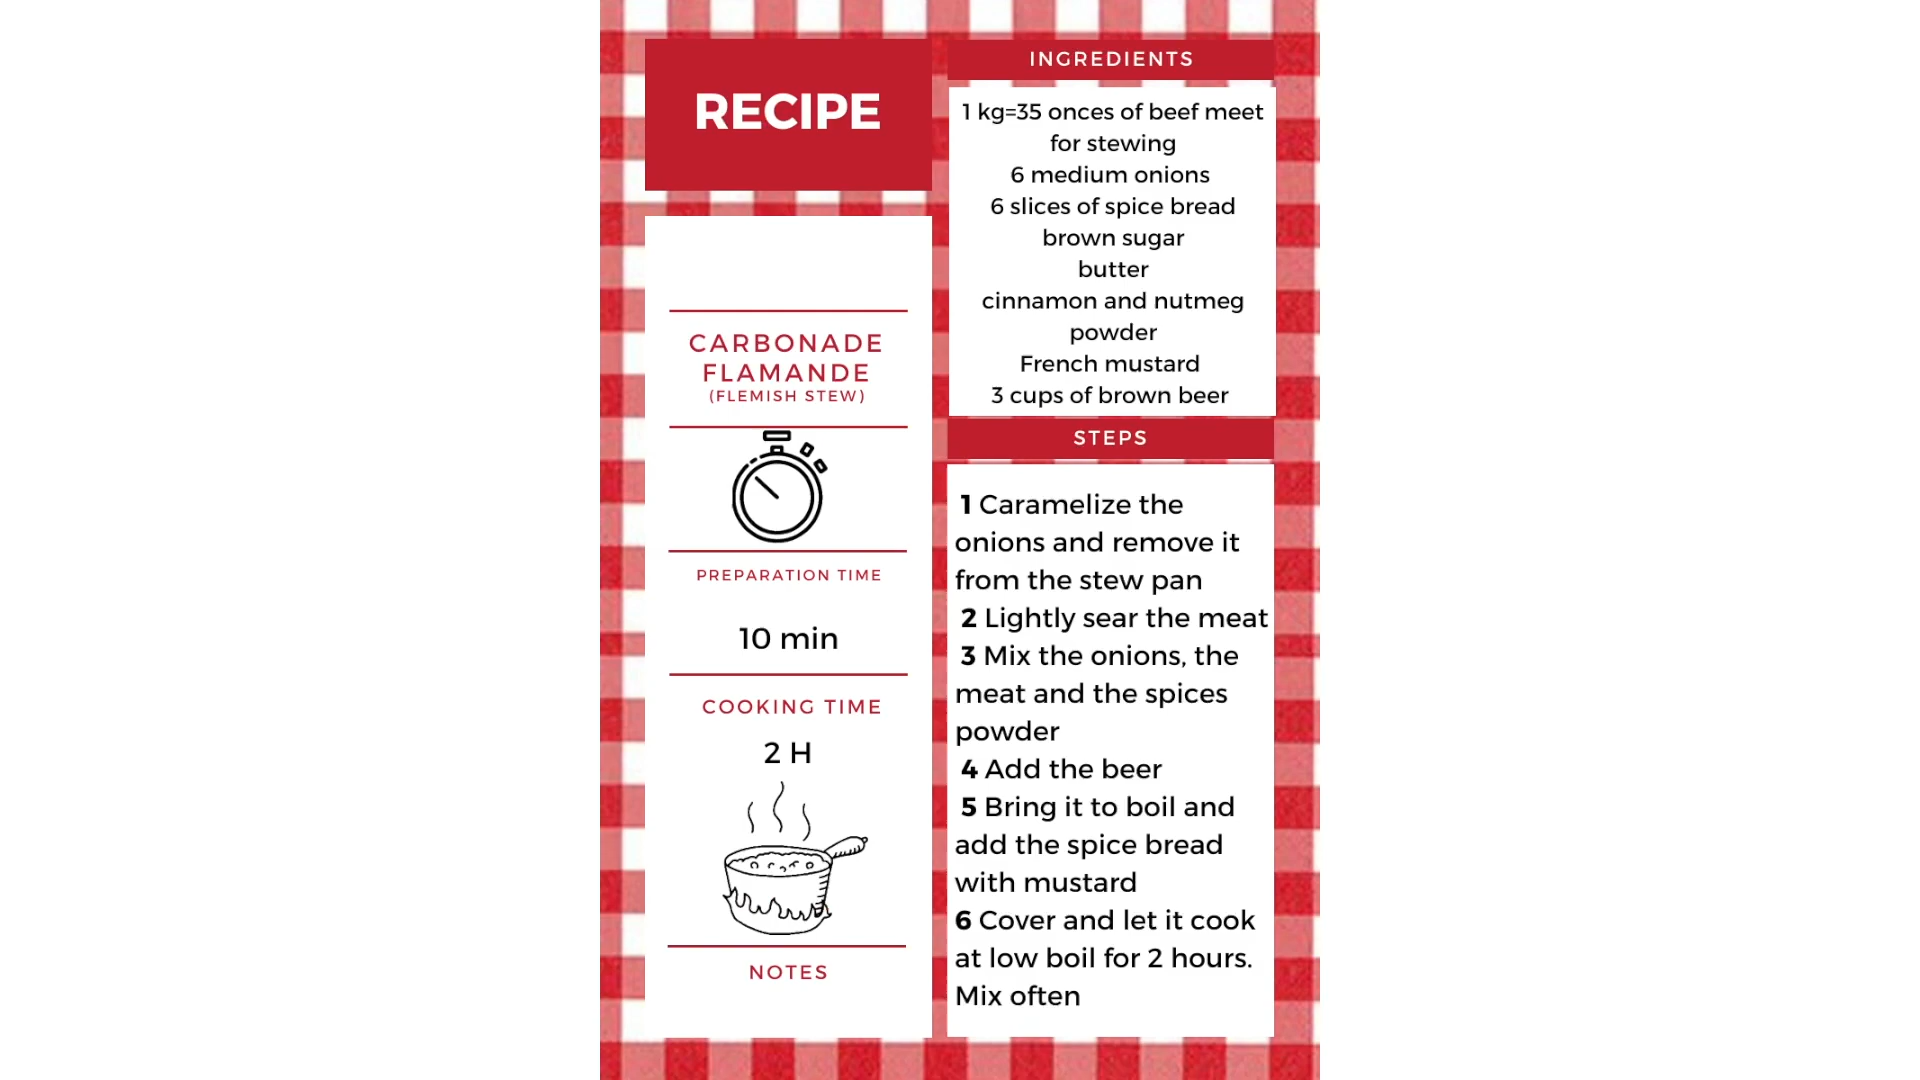 RECIPE
CARBONADE
FLAMANDE
(FLEMISH STEW)
PREPARATION TIME
10 min
COOKING TIME
2 H
NOTES
INGREDIENTS
1 kg=35 onces of beef meet
for stewing
6 medium onions
6 slices of spice bread
brown sugar
butter
cinnamon and nutmeg
powder
French mustard
3 cups of brown beer
STEPS
1 Caramelize the
onions and remove it
from the stew pan
2 Lightly sear the meat
3 Mix the onions, the
meat and the spices
powder
4 Add the beer
5 Bring it to boil and
add the spice bread
with mustard
6 Cover and let it cook
at low boil for 2 hours.
Mix often